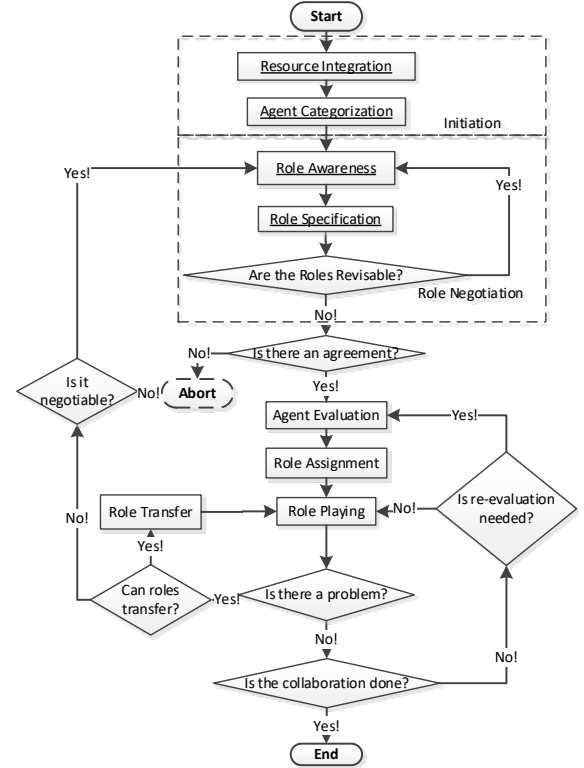 Start
Resource Integration
Agent Categorization
Initiation
Role Awareness
Yes!
Yes!
Role Specification
Are the Roles Revisable?
Role Negotiation
No!
Is there an agreement?
No!
Yes!
Is it
negotiable?
No!
Abort
Agent Evaluation
Yes!
Role Assignment
Is re-evaluation
needed?
Role Transfer
Role Playing
No!
No!
Yes!
Can roles
transfer?
Yes!
Is there a problem?
No!
No!
Is the collaboration done?
Yes!
End